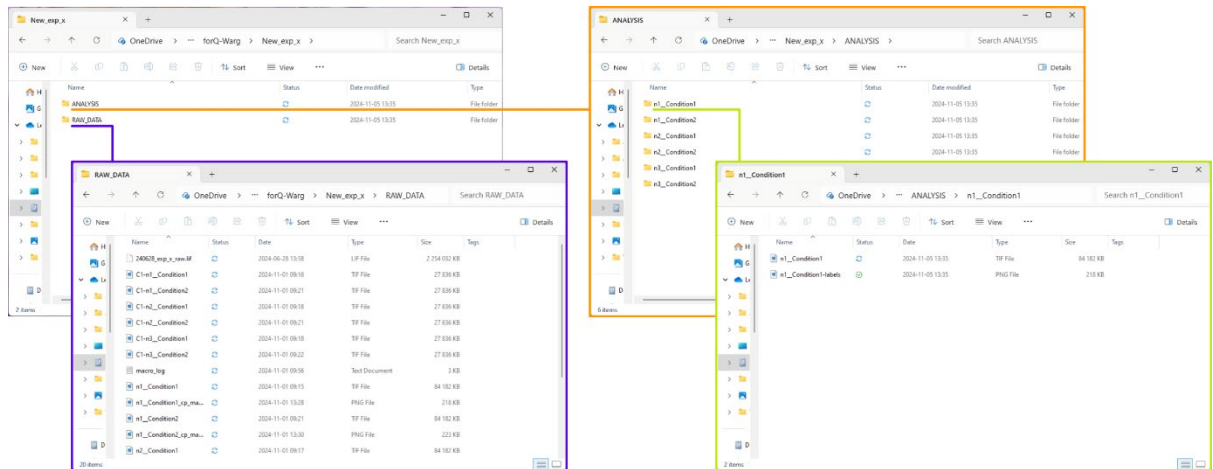 New_exp_x
OneDrive > ... forQ-Warg > New_exp_x > Search New_exp_x
New Sort View ... Details
Name Status Date modified Type
ANALYSIS 2024-11-05 13:35 File folder
RAW_DATA 2024-11-05 13:35 File folder
2 items
ANALYSIS
OneDrive > ... New_exp_x > ANALYSIS > Search ANALYSIS
New Sort View ... Details
Name Status Date modified Type
n1__Condition1 2024-11-05 13:35 File folder
n1__Condition2 2024-11-05 13:35 File folder
n2__Condition1 2024-11-05 13:35 File folder
n2__Condition2 2024-11-05 13:35 File folder
n3__Condition1
n3__Condition2
6 items
RAW_DATA
OneDrive > ... forQ-Warg > New_exp_x > RAW_DATA Search RAW_DATA
New Sort View ... Details
Name Status Date Type Size Tags
240628_exp_x_raw.lif 2024-06-28 13:58 LIF File 2 254 032 KB
C1-n1__Condition1 2024-11-01 09:18 TIF File 27 836 KB
C1-n1__Condition2 2024-11-01 09:21 TIF File 27 836 KB
C1-n2__Condition1 2024-11-01 09:18 TIF File 27 836 KB
C1-n2__Condition2 2024-11-01 09:21 TIF File 27 836 KB
C1-n3__Condition1 2024-11-01 09:18 TIF File 27 836 KB
C1-n3__Condition2 2024-11-01 09:22 TIF File 27 836 KB
macro_log 2024-11-01 09:56 Text Document 3 KB
n1__Condition1 2024-11-01 09:15 TIF File 84 182 KB
n1__Condition1_cp_ma... 2024-11-01 13:28 PNG File 218 KB
n1__Condition2 2024-11-01 09:21 TIF File 84 182 KB
n1__Condition2_cp_ma... 2024-11-01 13:30 PNG File 223 KB
n2__Condition1 2024-11-01 09:17 TIF File 84 182 KB
20 items
n1__Condition1
OneDrive > ... ANALYSIS > n1__Condition1 Search n1__Condition1
New Sort View ... Details
Name Status Date Type Size Tags
n1__Condition1 2024-11-05 13:35 TIF File 84 182 KB
n1__Condition1-labels 2024-11-05 13:35 PNG File 218 KB
2 items